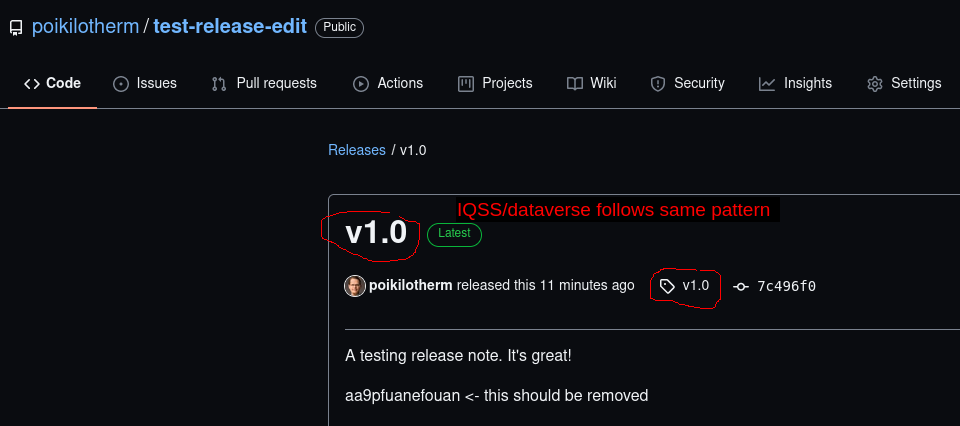 poikilotherm / test-release-edit Public
Code Issues Pull requests Actions Projects Wiki Security Insights Settings
Releases / v1.0
IQSS/dataverse follows same pattern
v1.0 Latest
poikilotherm released this 11 minutes ago v1.0 7c496f0
A testing release note. It's great!
aa9pfuanefouan <- this should be removed